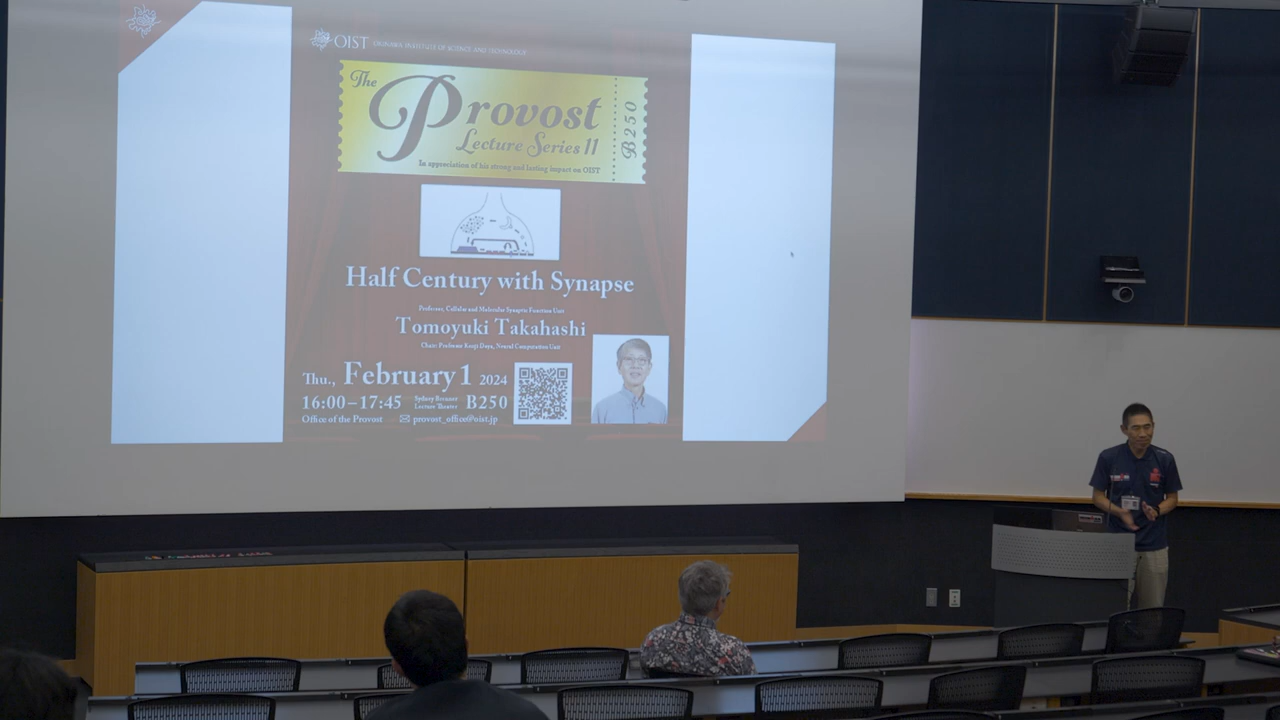 OIST OKINAWA INSTITUTE OF SCIENCE AND TECHNOLOGY
The
Provost
Lecture Series 11
In appreciation of his strong and lasting impact on OIST
B250
Half Century with Synapse
Professor, Cellular and Molecular Synaptic Function Unit
Tomoyuki Takahashi
Chair: Professor Kenji Doya, Neural Computation Unit
Thu., February 1 2024
16:00–17:45 Sydney Brenner Lecture Theater B250
Office of the Provost provost_office@oist.jp